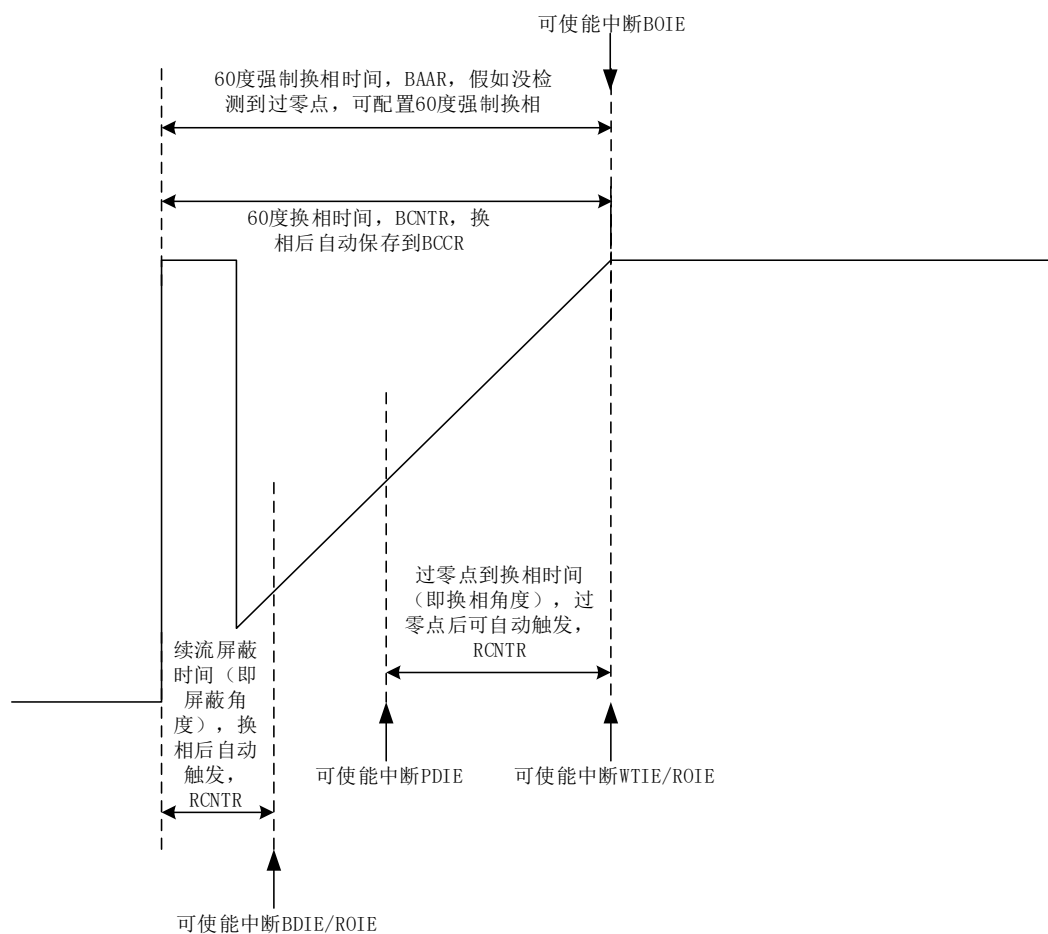 可使能中断BOIE
60度强制换相时间，BAAR，假如没检
测到过零点，可配置60度强制换相
60度换相时间，BCNTR，换
相后自动保存到BCCR
过零点到换相时间
（即换相角度），过
零点后可自动触发，
RCNTR
续流屏蔽
时间（即
屏蔽角
度），换
相后自动
触发，
RCNTR
可使能中断PDIE
可使能中断WTIE/ROIE
可使能中断BDIE/ROIE